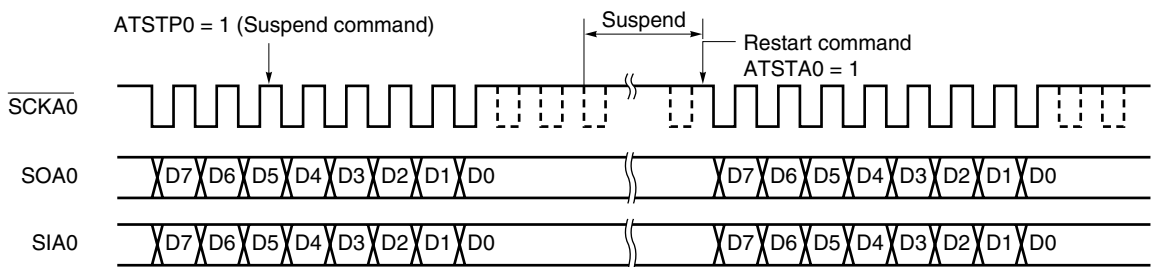 ATSTP0 = 1 (Suspend command)
Suspend
Restart command
ATSTA0 = 1
SCKA0
SOA0 D7 D6 D5 D4 D3 D2 D1 D0 D7 D6 D5 D4 D3 D2 D1 D0
SIA0 D7 D6 D5 D4 D3 D2 D1 D0 D7 D6 D5 D4 D3 D2 D1 D0